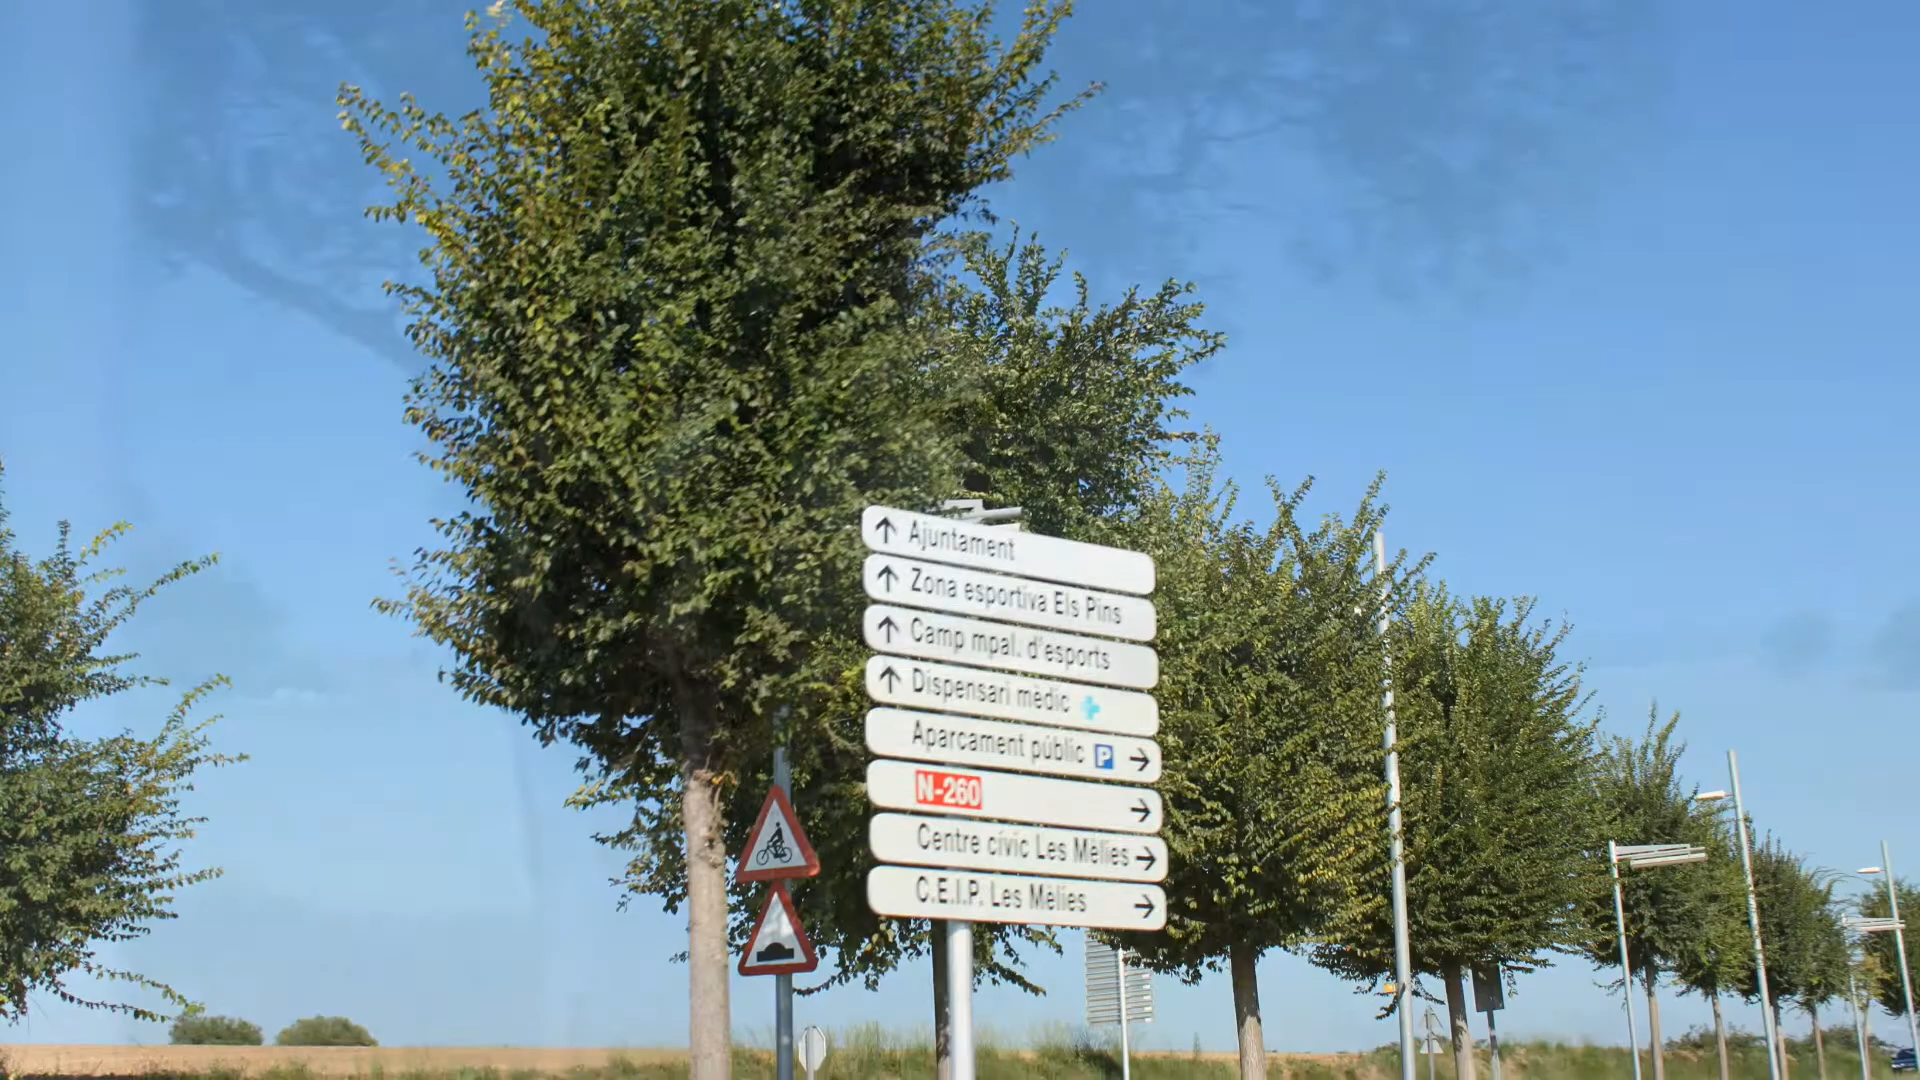 Ajuntament
Zona esportiva Els Pins
Camp mpal. d'esports
Dispensari mèdic
Aparcament públic P
N-260
Centre cívic Les Mèlies
C.E.I.P. Les Mèlies